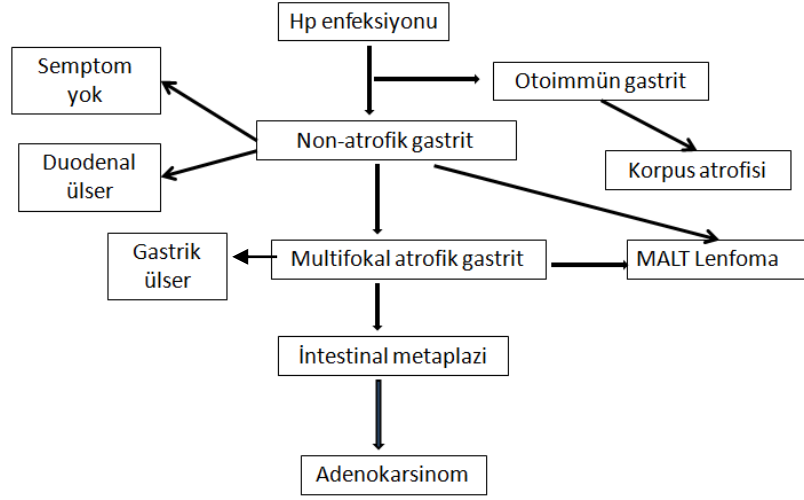 Hp enfeksiyonu
Semptom
yok
Otoimmün gastrit
Non-atrofik gastrit
Duodenal
ülser
Korpus atrofisi
Gastrik
ülser
Multifokal atrofik gastrit
MALT Lenfoma
İntestinal metaplazi
Adenokarsinom